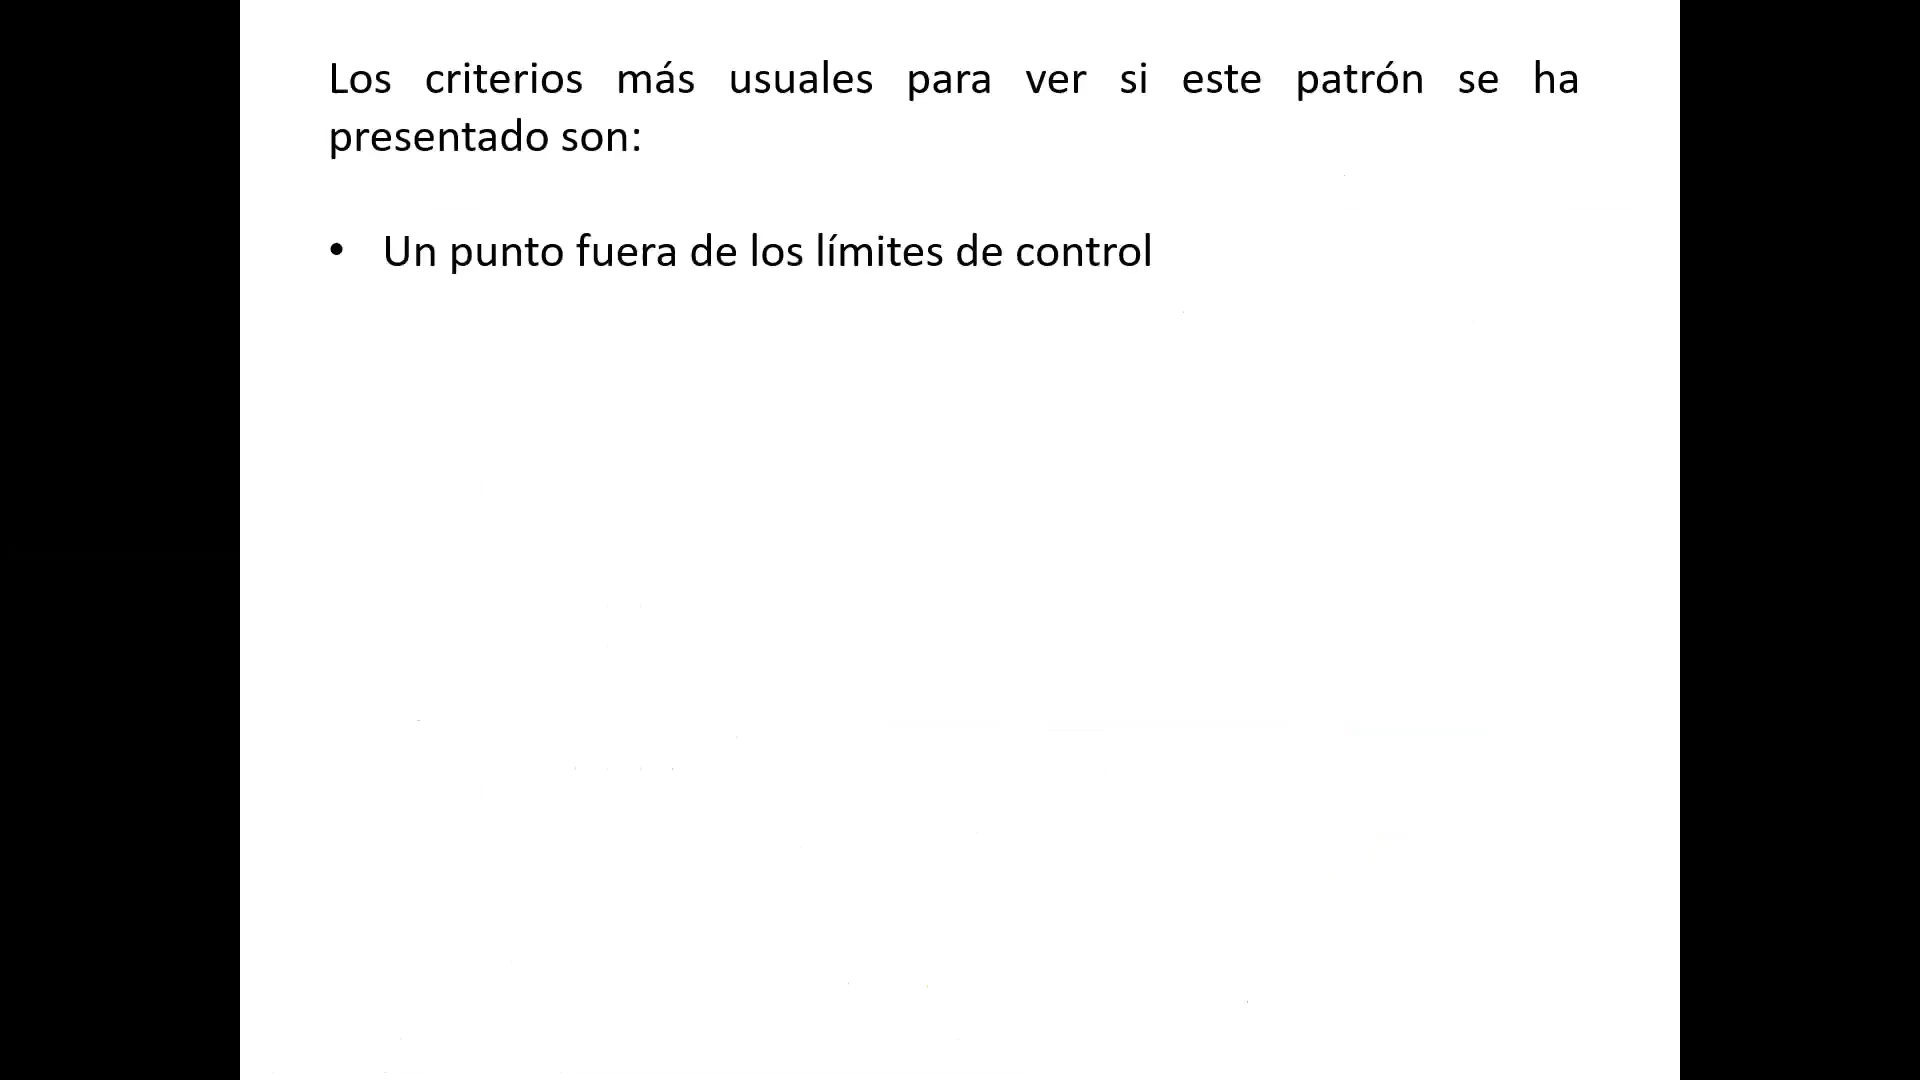 Los criterios más usuales para ver si este patrón se ha
presentado son:
• Un punto fuera de los límites de control